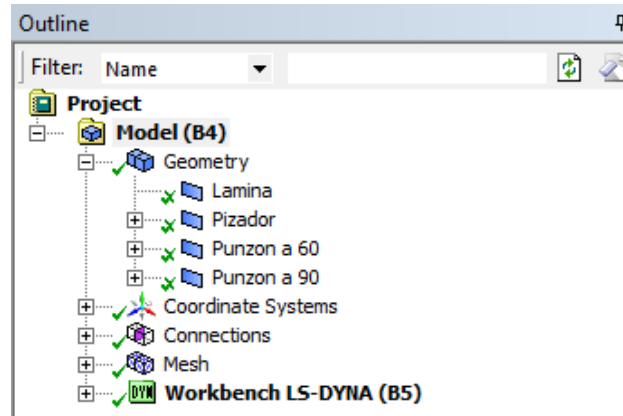 Outline
Filter: Name
Project
Model (B4)
Geometry
Lamina
Pizador
Punzon a 60
Punzon a 90
Coordinate Systems
Connections
Mesh
DYN Workbench LS-DYNA (B5)